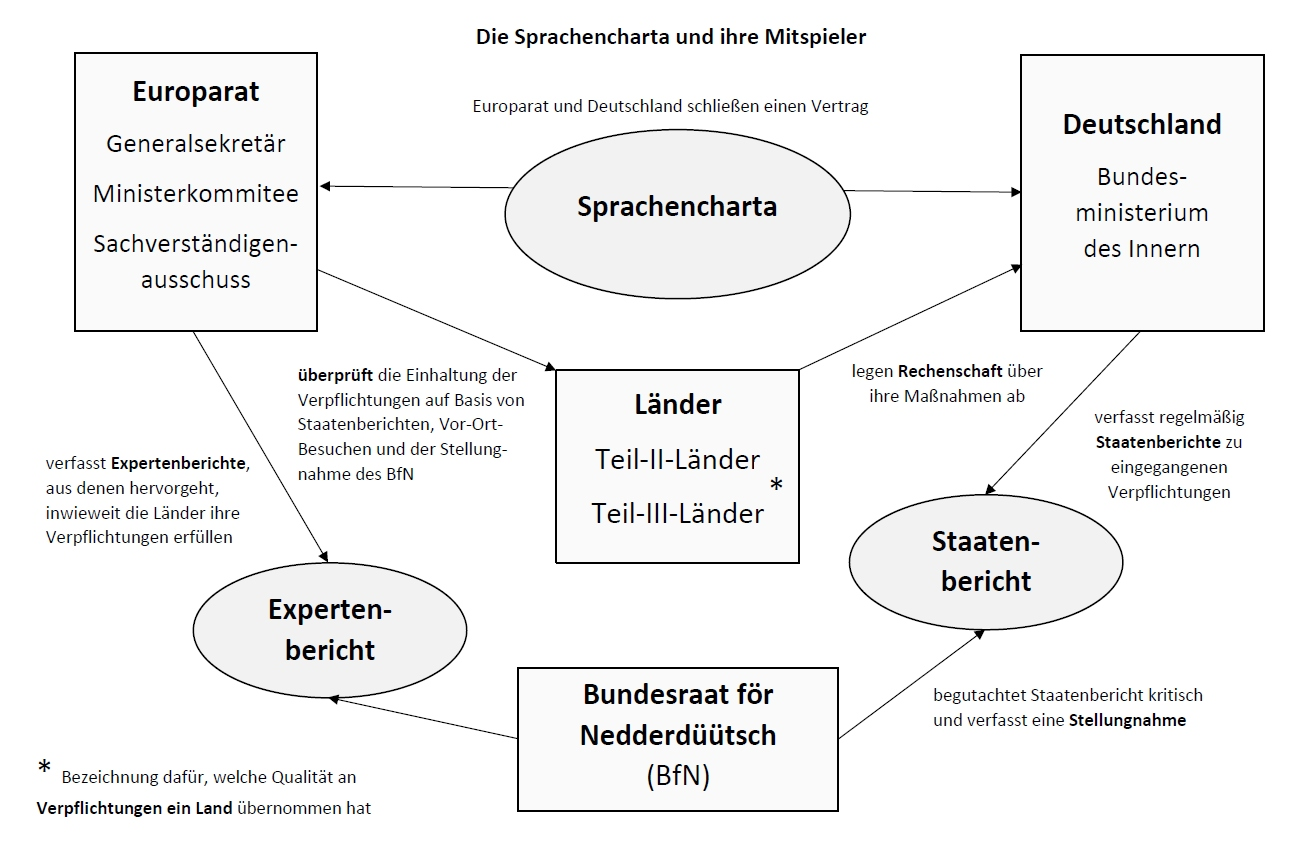 Die Sprachencharta und ihre Mitspieler
Europarat
Generalsekretär
Ministerkommitee
Sachverständigen-
ausschuss
Europarat und Deutschland schließen einen Vertrag
Sprachencharta
Deutschland
Bundes-
ministerium
des Innern
überprüft die Einhaltung der
Verpflichtungen auf Basis von
Staatenberichten, Vor-Ort-
Besuchen und der Stellung-
nahme des BfN
Länder
Teil-II-Länder
*
Teil-III-Länder
legen Rechenschaft über
ihre Maßnahmen ab
verfasst regelmäßig
Staatenberichte zu
eingegangenen
Verpflichtungen
verfasst Expertenberichte,
aus denen hervorgeht,
inwieweit die Länder ihre
Verpflichtungen erfüllen
Staaten-
bericht
Experten-
bericht
Bundesraat för
Nedderdüütsch
(BfN)
begutachtet Staatenbericht kritisch
und verfasst eine Stellungnahme
* Bezeichnung dafür, welche Qualität an
Verpflichtungen ein Land übernommen hat